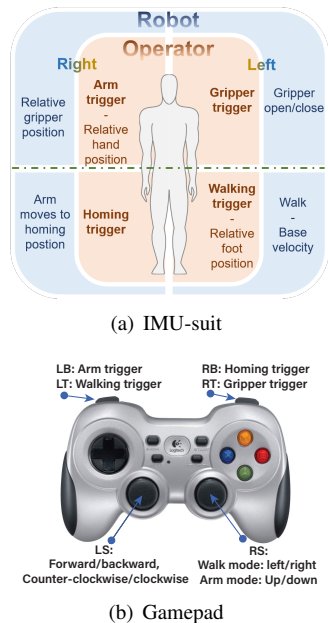 Robot
Operator
Right
Left
Relative
gripper
position
Arm
trigger
-
Relative
hand
position
Gripper
trigger
Gripper
open/close
Arm
moves to
homing
postion
Homing
trigger
Walking
trigger
-
Relative
foot
position
Walk
-
Base
velocity
(a) IMU-suit
LB: Arm trigger
LT: Walking trigger
RB: Homing trigger
RT: Gripper trigger
Logitech
LS:
Forward/backward,
Counter-clockwise/clockwise
RS:
Walk mode: left/right
Arm mode: Up/down
(b) Gamepad